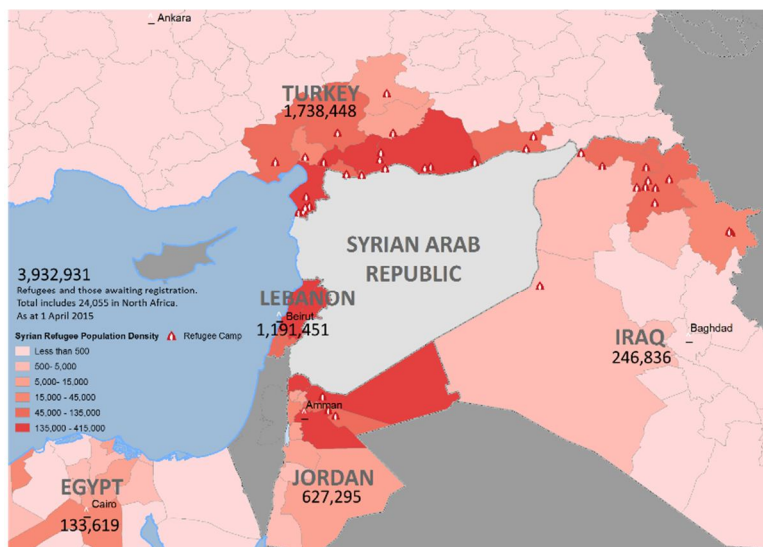 Ankara
TURKEY
1,738,448
SYRIAN ARAB
REPUBLIC
3,932,931
Refugees and those awaiting registration.
Total includes 24,055 in North Africa.
As at 1 April 2015
LEBANON
Beirut
1,191,451
Syrian Refugee Population Density
Refugee Camp
Less than 500
500- 5,000
5,000- 15,000
15,000 - 45,000
45,000 - 135,000
135,000 - 415,000
IRAQ
246,836
Baghdad
Amman
JORDAN
627,295
EGYPT
Cairo
133,619